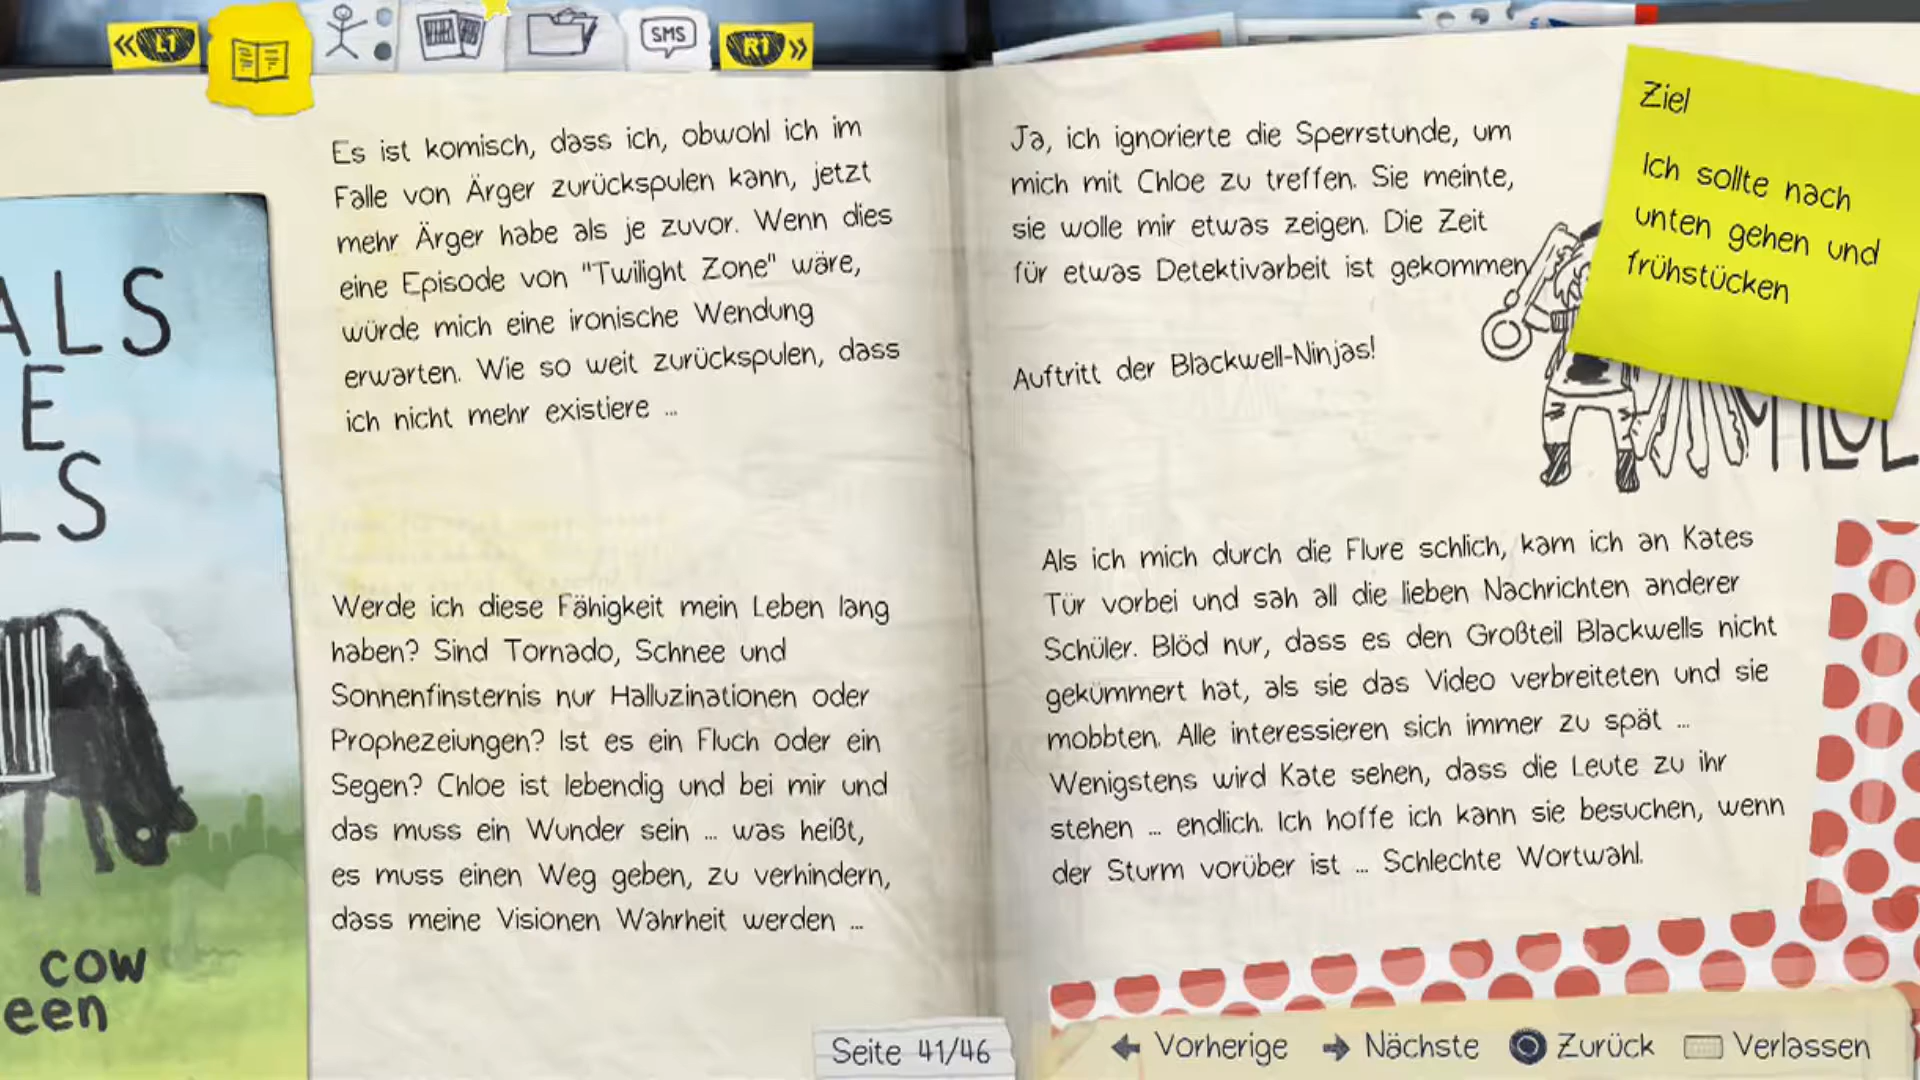 L1
SMS
R1
ALS
E
LS
cow
een
Es ist komisch, dass ich, obwohl ich im
Falle von Ärger zurückspulen kann, jetzt
mehr Ärger habe als je zuvor. Wenn dies
eine Episode von "Twilight Zone" wäre,
würde mich eine ironische Wendung
erwarten. Wie so weit zurückspulen, dass
ich nicht mehr existiere ...
Werde ich diese Fähigkeit mein Leben lang
haben? Sind Tornado, Schnee und
Sonnenfinsternis nur Halluzinationen oder
Prophezeiungen? Ist es ein Fluch oder ein
Segen? Chloe ist lebendig und bei mir und
das muss ein Wunder sein ... was heißt,
es muss einen Weg geben, zu verhindern,
dass meine Visionen Wahrheit werden ...
Ja, ich ignorierte die Sperrstunde, um
mich mit Chloe zu treffen. Sie meinte,
sie wolle mir etwas zeigen. Die Zeit
für etwas Detektivarbeit ist gekommen
Auftritt der Blackwell-Ninjas!
Als ich mich durch die Flure schlich, kam ich an Kates
Tür vorbei und sah all die lieben Nachrichten anderer
Schüler. Blöd nur, dass es den Großteil Blackwells nicht
gekümmert hat, als sie das Video verbreiteten und sie
mobbten. Alle interessieren sich immer zu spät ...
Wenigstens wird Kate sehen, dass die Leute zu ihr
stehen ... endlich. Ich hoffe ich kann sie besuchen, wenn
der Sturm vorüber ist ... Schlechte Wortwahl.
Ziel
Ich sollte nach
unten gehen und
frühstücken
Seite 41/46
Vorherige Nächste Zurück Verlassen